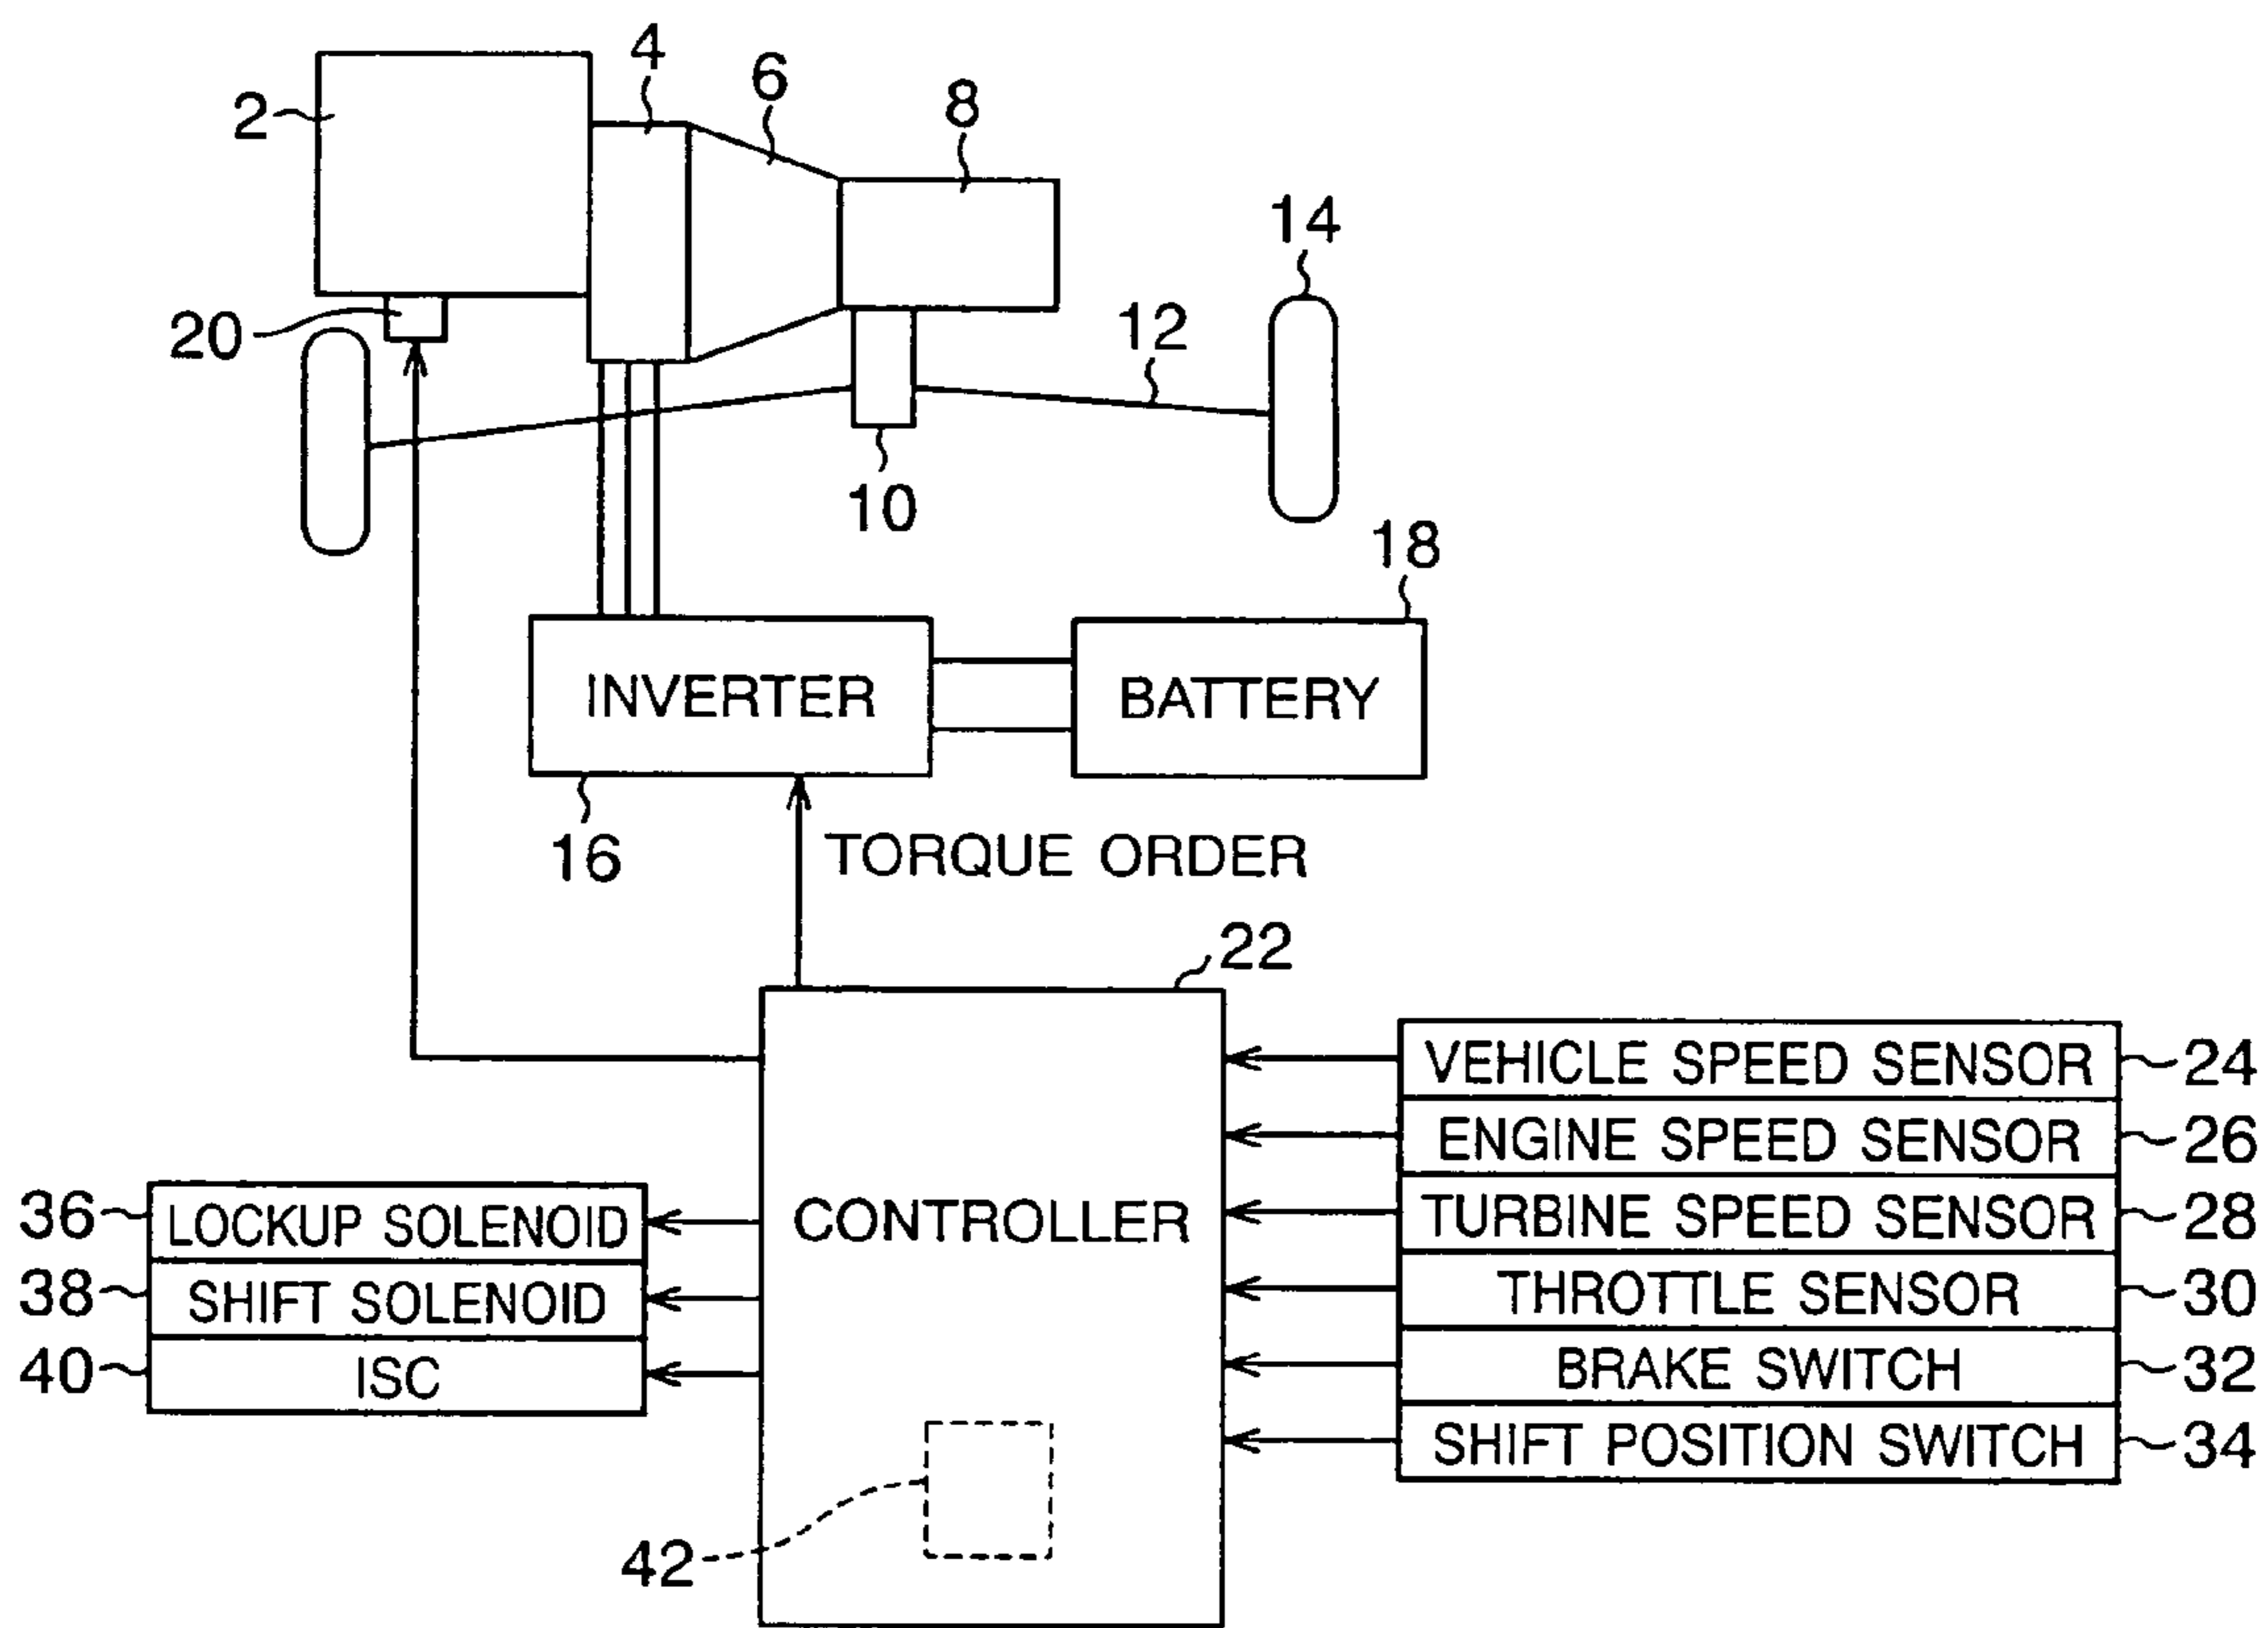 4
6
2
8
14
20
12
10
18
INVERTER
BATTERY
16
TORQUE ORDER
22
VEHICLE SPEED SENSOR 24
ENGINE SPEED SENSOR 26
36 LOCKUP SOLENOID
CONTROLLER
TURBINE SPEED SENSOR 28
38 SHIFT SOLENOID
THROTTLE SENSOR 30
40 ISC
BRAKE SWITCH 32
SHIFT POSITION SWITCH 34
42